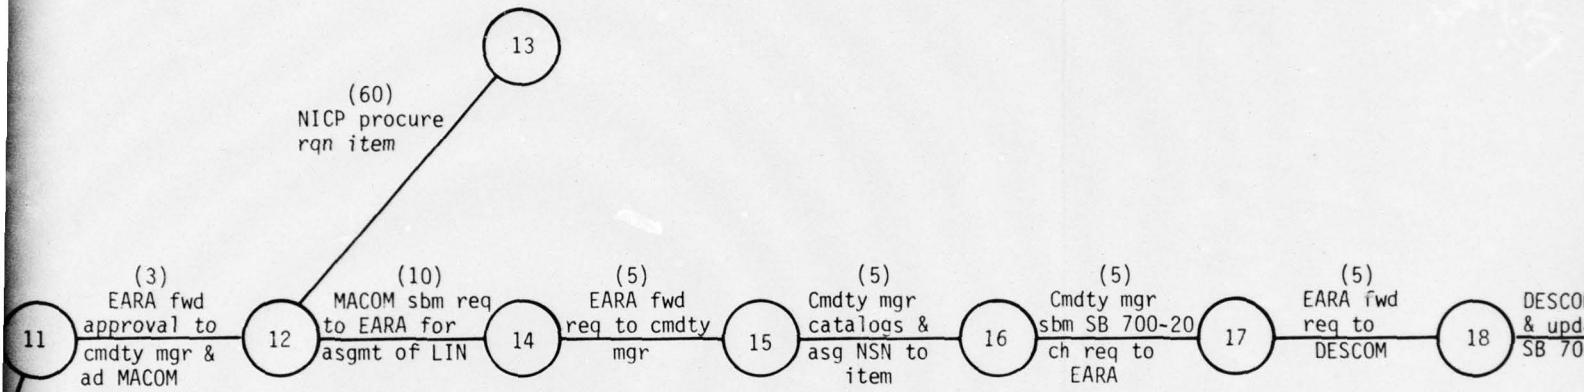 13
(60)
NICP procure
rqn item
11
(3)
EARA fwd
approval to
cmdty mgr &
ad MACOM
12
(10)
MACOM sbm req
to EARA for
asgmt of LIN
14
(5)
EARA fwd
req to cmdty
mgr
15
(5)
Cmdty mgr
catalogs &
asg NSN to
item
16
(5)
Cmdty mgr
sbm SB 700-20
ch req to
EARA
17
(5)
EARA fwd
req to
DESCOM
18
& upd
SB 70